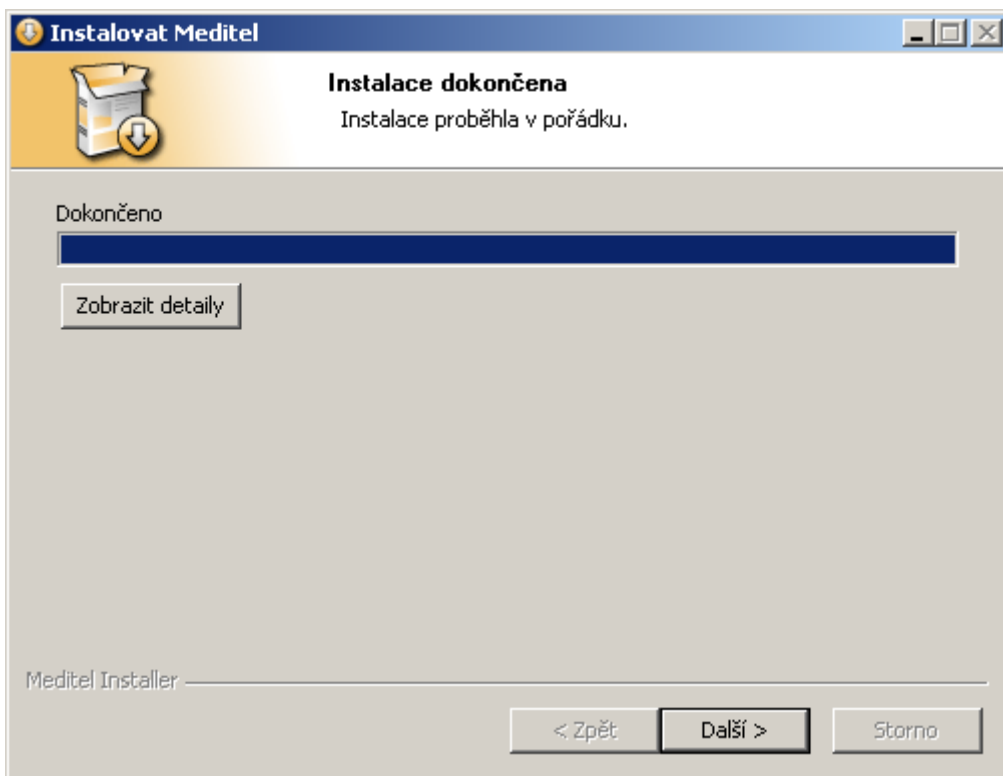 Instalovat Meditel
Instalace dokončena
Instalace proběhla v pořádku.
Dokončeno
Zobrazit detaily
Meditel Installer
< Zpět
Další >
Storno